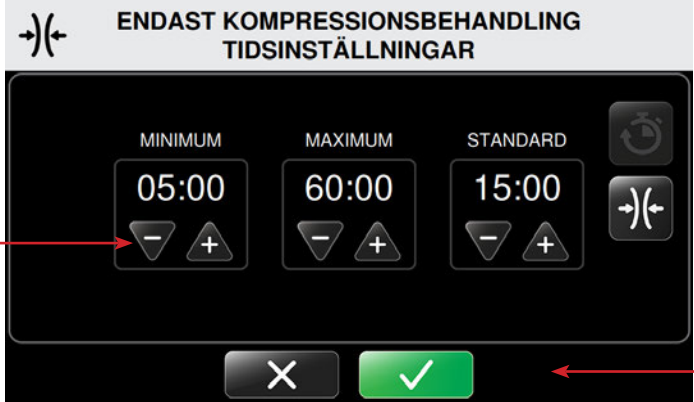 ENDAST KOMPRESSIONSBEHANDLING
TIDSINSTÄLLNINGAR
MINIMUM MAXIMUM STANDARD
05:00 60:00 15:00
- + - + - +